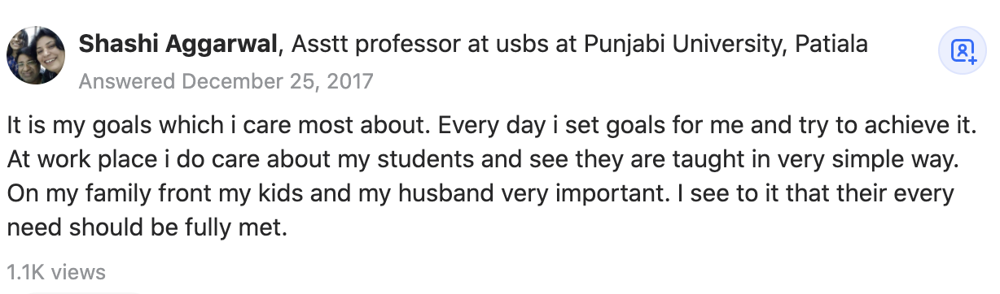 Shashi Aggarwal, Asstt professor at usbs at Punjabi University, Patiala
Answered December 25, 2017
It is my goals which i care most about. Every day i set goals for me and try to achieve it.
At work place i do care about my students and see they are taught in very simple way.
On my family front my kids and my husband very important. I see to it that their every
need should be fully met.
1.1K views